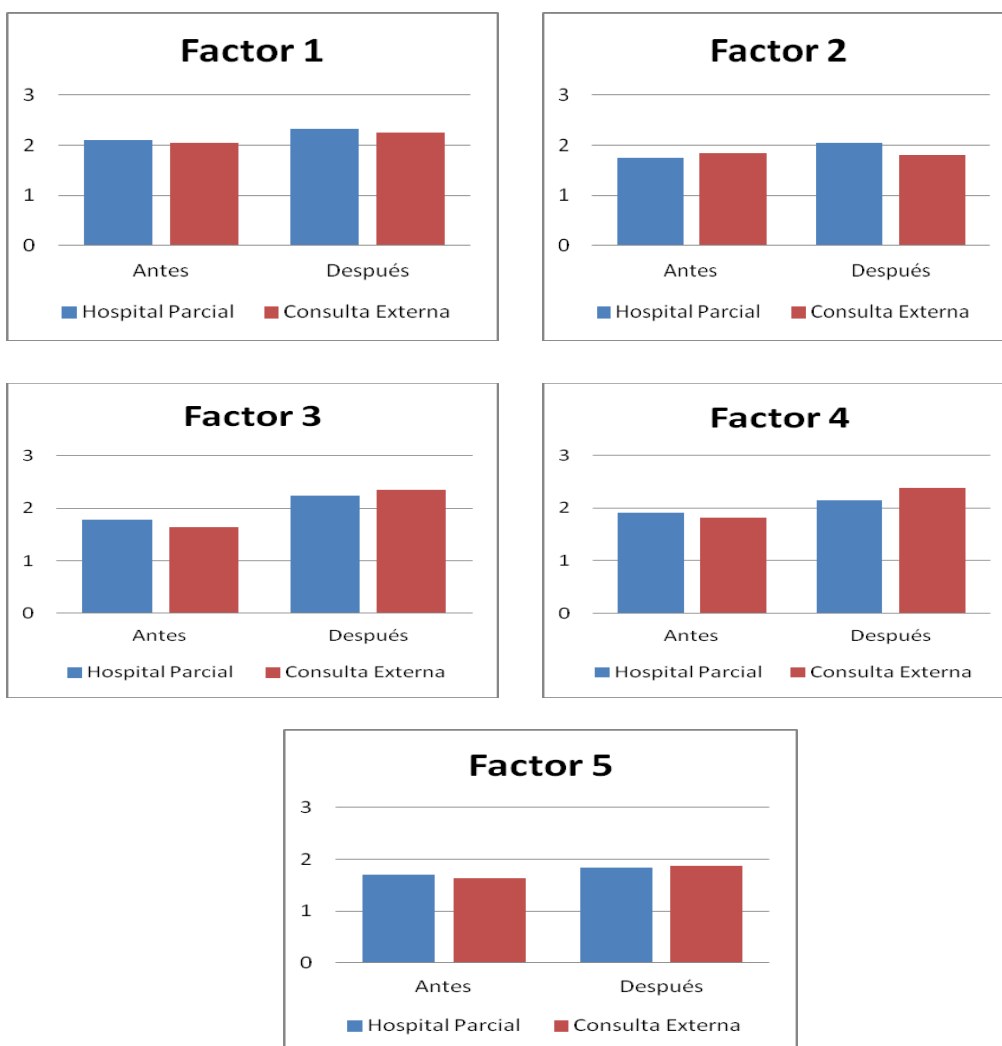 Factor 1
3
2
1
0
Antes Después
Hospital Parcial Consulta Externa
Factor 2
3
2
1
0
Antes Después
Hospital Parcial Consulta Externa
Factor 3
3
2
1
0
Antes Después
Hospital Parcial Consulta Externa
Factor 4
3
2
1
0
Antes Después
Hospital Parcial Consulta Externa
Factor 5
3
2
1
0
Antes Después
Hospital Parcial Consulta Externa